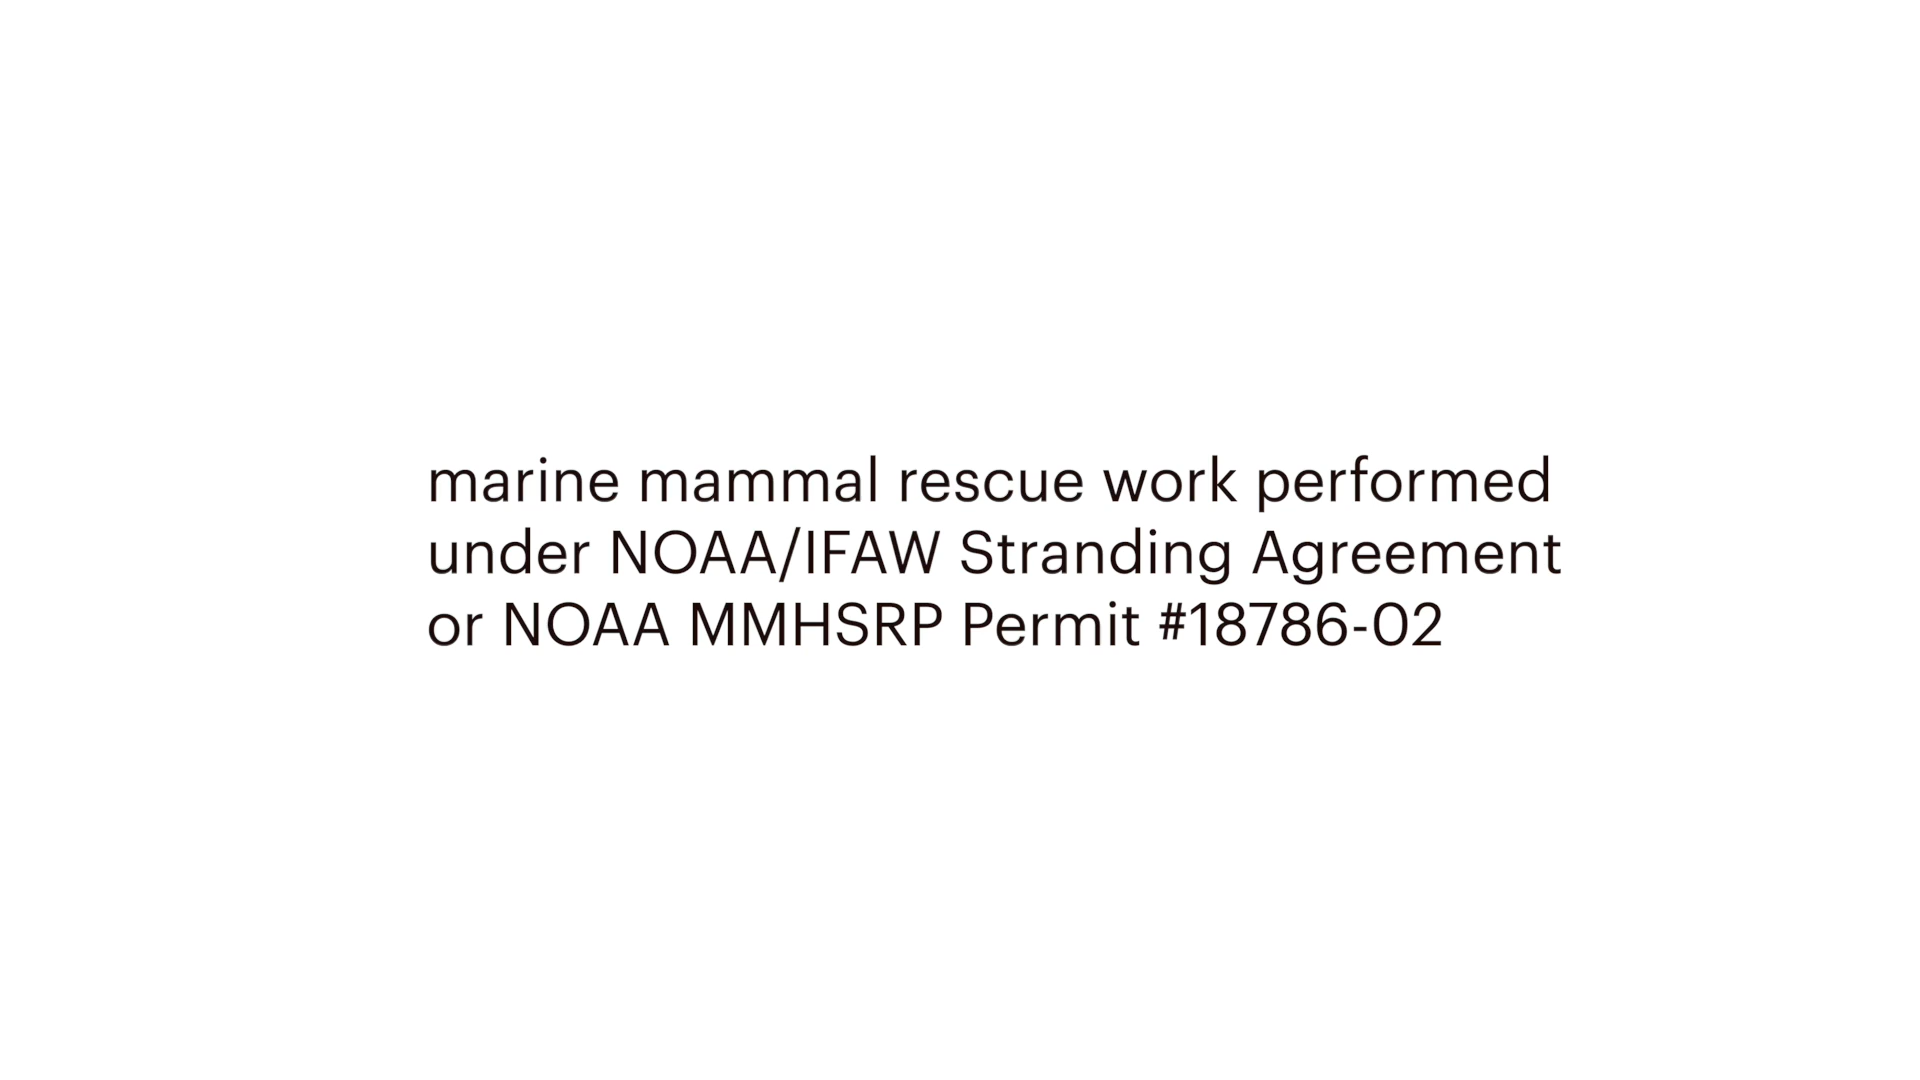 marine mammal rescue work performed
under NOAA/IFAW Stranding Agreement
or NOAA MMHSRP Permit #18786-02